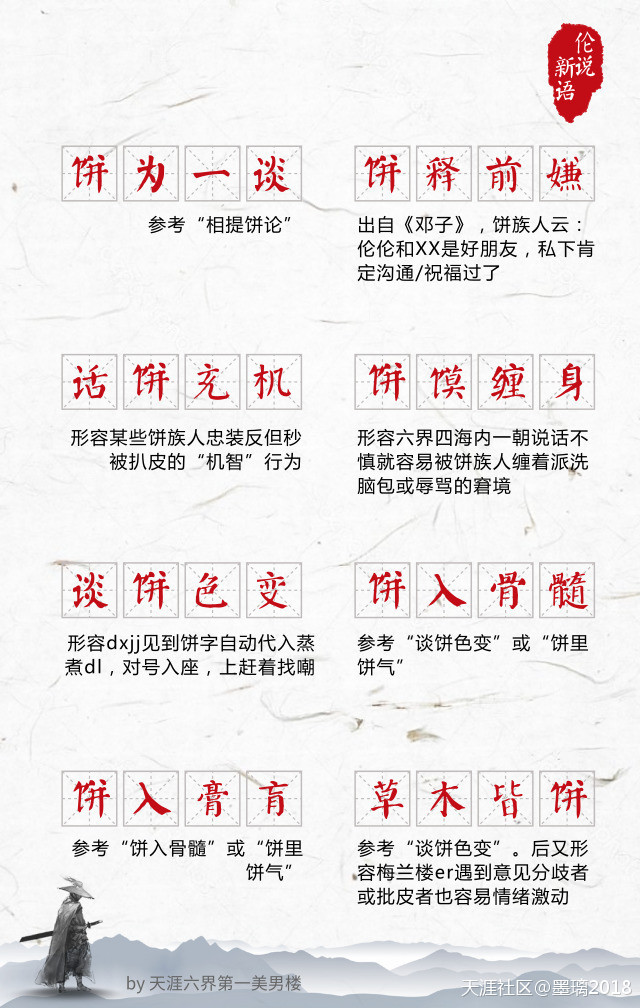 伦说
新语
饼为一谈
参考“相提饼论”
饼释前嫌
出自《邓子》，饼族人云：
伦伦和XX是好朋友，私下肯
定沟通/祝福过了
话饼充机
形容某些饼族人忠装反但秒
被扒皮的“机智”行为
饼馍缠身
形容六界四海内一朝说话不
慎就容易被饼族人缠着派洗
脑包或辱骂的窘境
谈饼色变
形容dxjj见到饼字自动代入蒸
煮dl，对号入座，上赶着找嘲
饼入骨髓
参考“谈饼色变”或“饼里
饼气”
饼入膏肓
参考“饼入骨髓”或“饼里
饼气”
草木皆饼
参考“谈饼色变”。后又形
容梅兰楼er遇到意见分歧者
或批皮者也容易情绪激动
by 天涯六界第一美男楼
天涯社区@墨璃2018